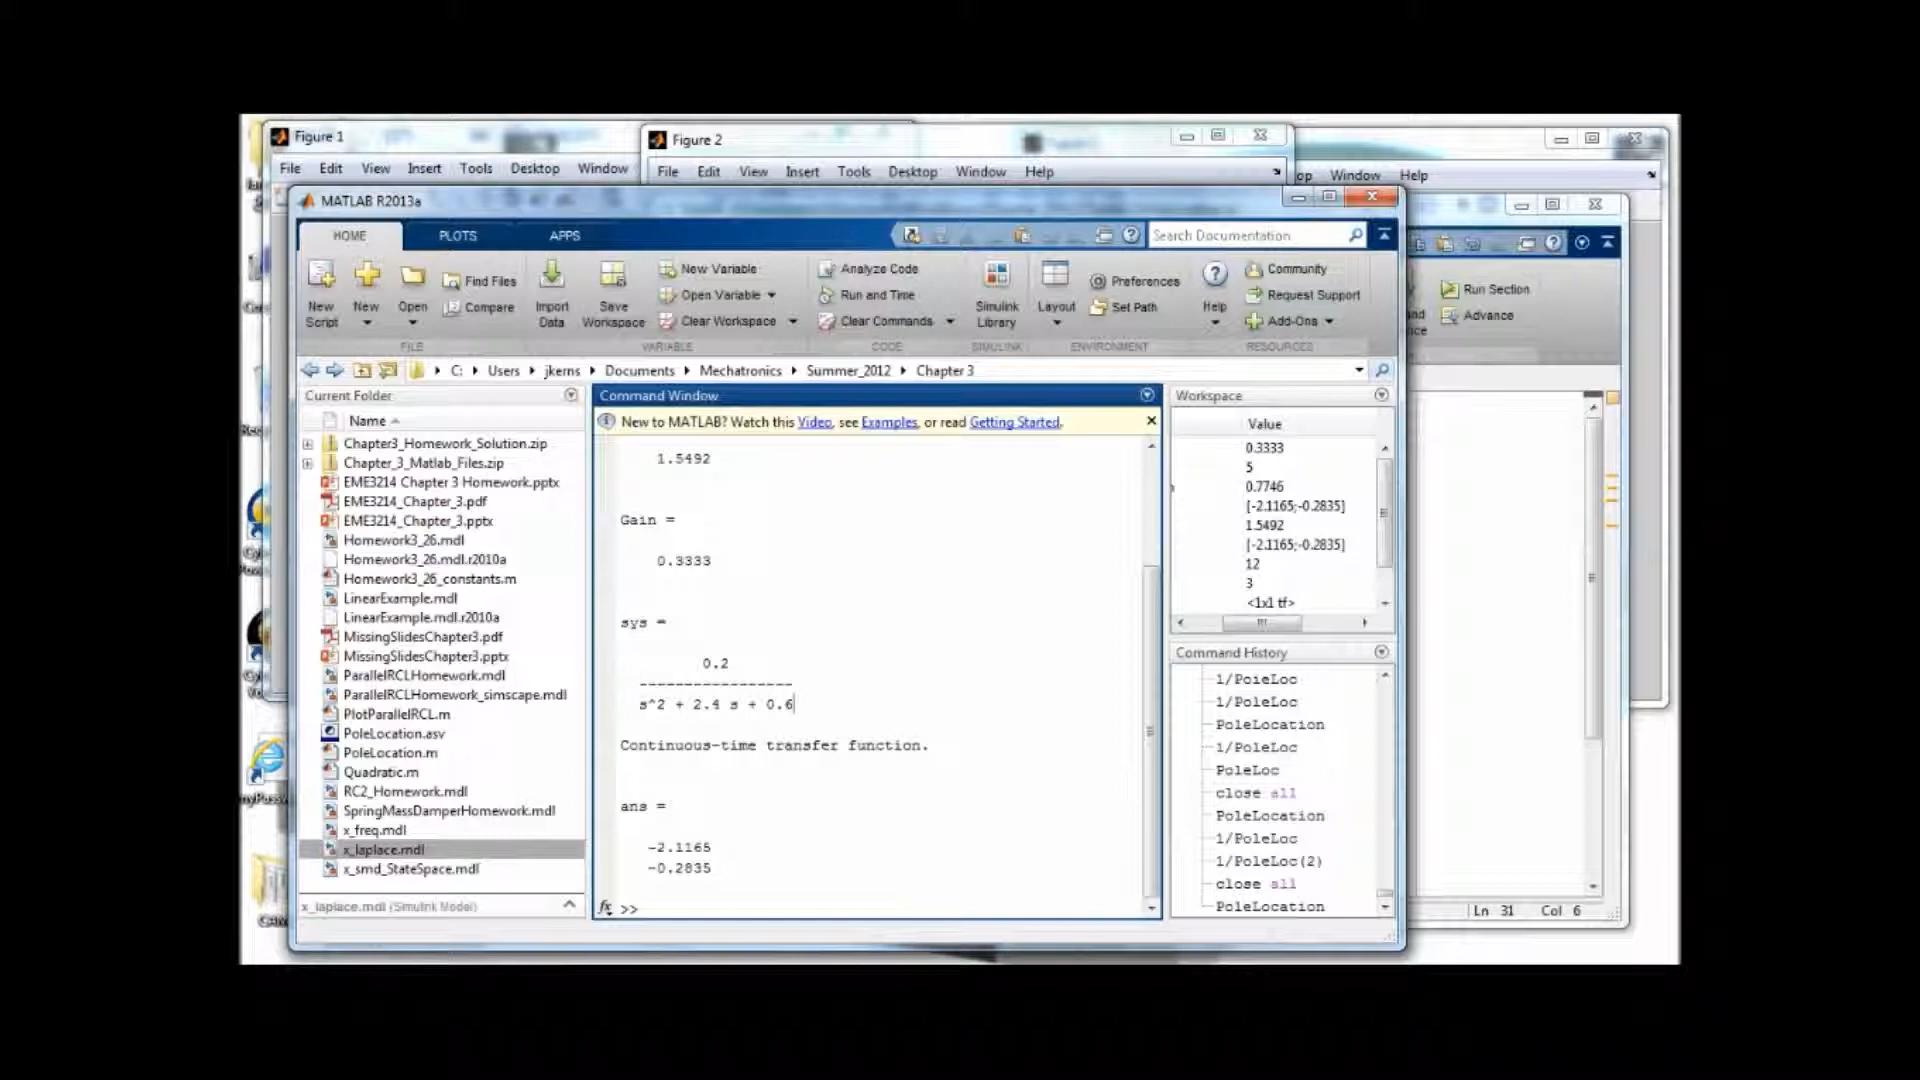 Figure 1
File Edit View Insert Tools Desktop Window
Figure 2
File Edit View Insert Tools Desktop Window Help
Window Help
MATLAB R2013a
HOME PLOTS APPS
Search Documentation
New Script
New
Open
Find Files
Compare
Import Data
Save Workspace
New Variable
Open Variable
Clear Workspace
Analyze Code
Run and Time
Clear Commands
Simulink Library
Layout
Preferences
Set Path
Help
Community
Request Support
Add-Ons
FILE VARIABLE CODE SIMULINK ENVIRONMENT RESOURCES
Run Section
Advance
C: Users jkerns Documents Mechatronics Summer_2012 Chapter 3
Current Folder
Name
Chapter3_Homework_Solution.zip
Chapter_3_Matlab_Files.zip
EME3214 Chapter 3 Homework.pptx
EME3214_Chapter_3.pdf
EME3214_Chapter_3.pptx
Homework3_26.mdl
Homework3_26.mdl.r2010a
Homework3_26_constants.m
LinearExample.mdl
LinearExample.mdl.r2010a
MissingSlidesChapter3.pdf
MissingSlidesChapter3.pptx
ParallelRCLHomework.mdl
ParallelRCLHomework_simscape.mdl
PlotParallelRCL.m
PoleLocation.asv
PoleLocation.m
Quadratic.m
RC2_Homework.mdl
SpringMassDamperHomework.mdl
x_freq.mdl
x_laplace.mdl
x_smd_StateSpace.mdl
x_laplace.mdl (Simulink Model)
Command Window
New to MATLAB? Watch this Video, see Examples, or read Getting Started.
1.5492
Gain =
0.3333
sys =
0.2
-----------------
s^2 + 2.4 s + 0.6
Continuous-time transfer function.
ans =
-2.1165
-0.2835
fx >>
Workspace
Value
0.3333
5
0.7746
[-2.1165;-0.2835]
1.5492
[-2.1165;-0.2835]
12
3
<1x1 tf>
Command History
1/PoleLoc
1/PoleLoc
PoleLocation
1/PoleLoc
PoleLoc
close all
PoleLocation
1/PoleLoc
1/PoleLoc(2)
close all
PoleLocation
Ln 31 Col 6